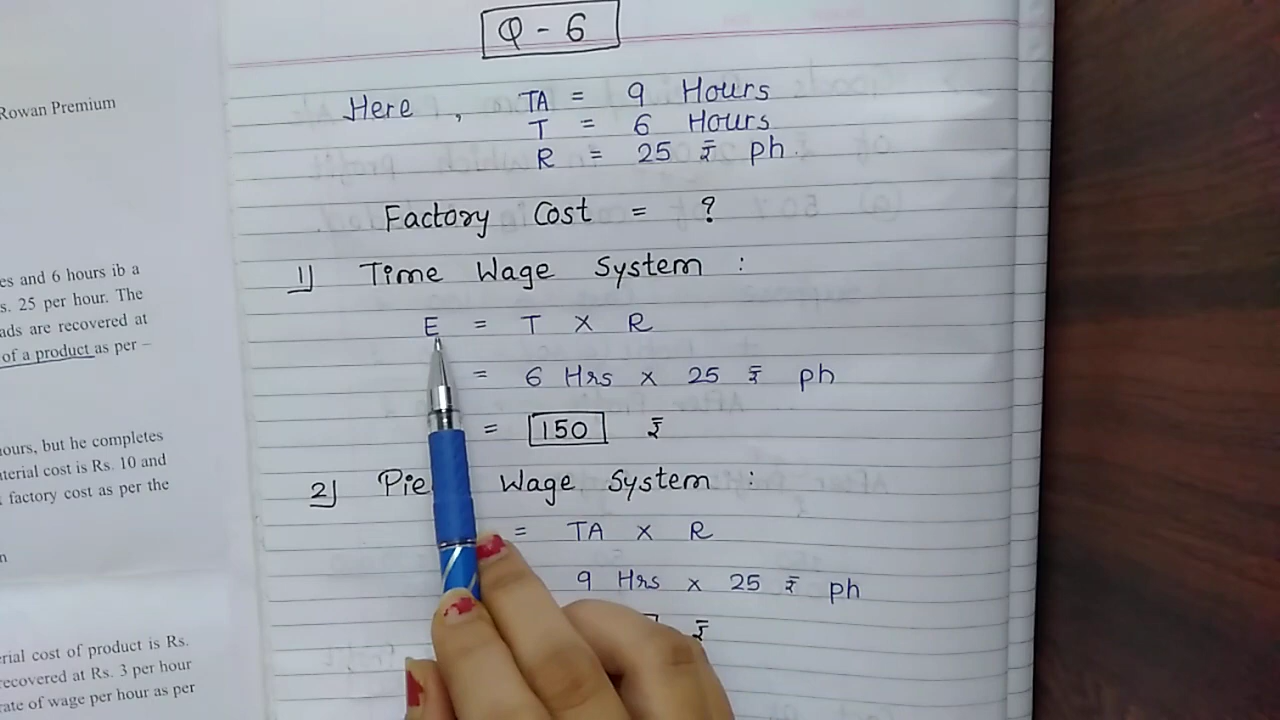 Rowan Premium
es and 6 hours ib a
s. 25 per hour. The
ads are recovered at
of a product as per –
ours, but he completes
terial cost is Rs. 10 and
factory cost as per the
n
erial cost of product is Rs.
recovered at Rs. 3 per hour
rate of wage per hour as per
Q - 6
Here , TA = 9 Hours
T = 6 Hours
R = 25 ₹ ph.
Factory Cost = ?
1) Time Wage System :
E = T X R
= 6 Hrs x 25 ₹ ph
= 150 ₹
2) Pie Wage System :
= TA X R
9 Hrs x 25 ₹ ph
₹